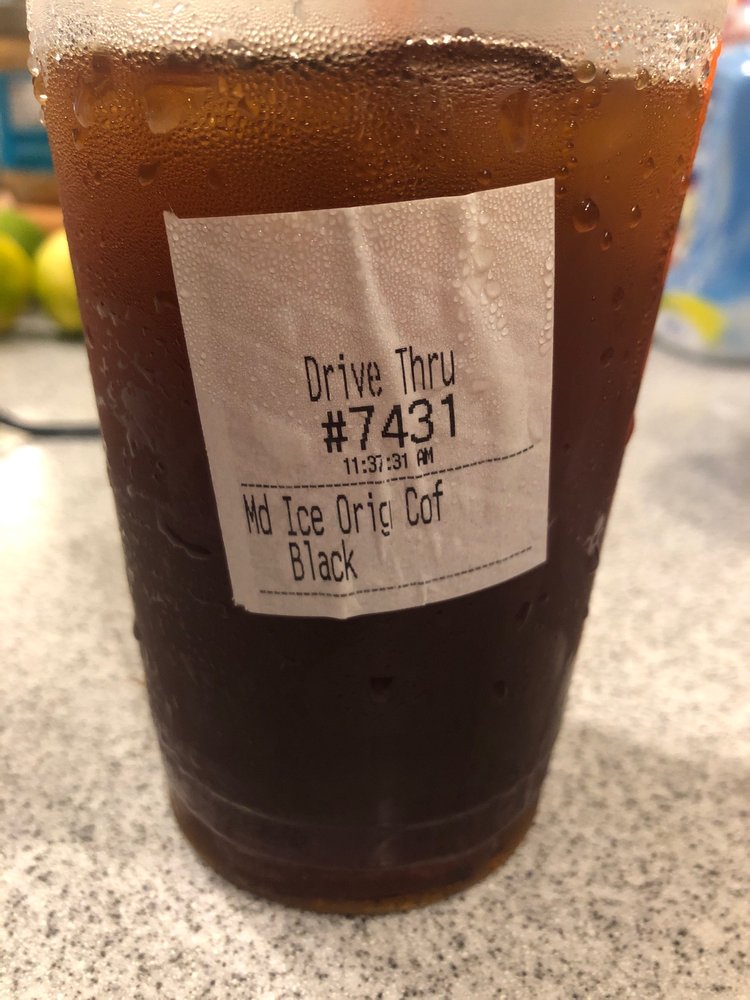 Drive Thru
#7431
11:37:31 AM
Md Ice Orig Cof
Black